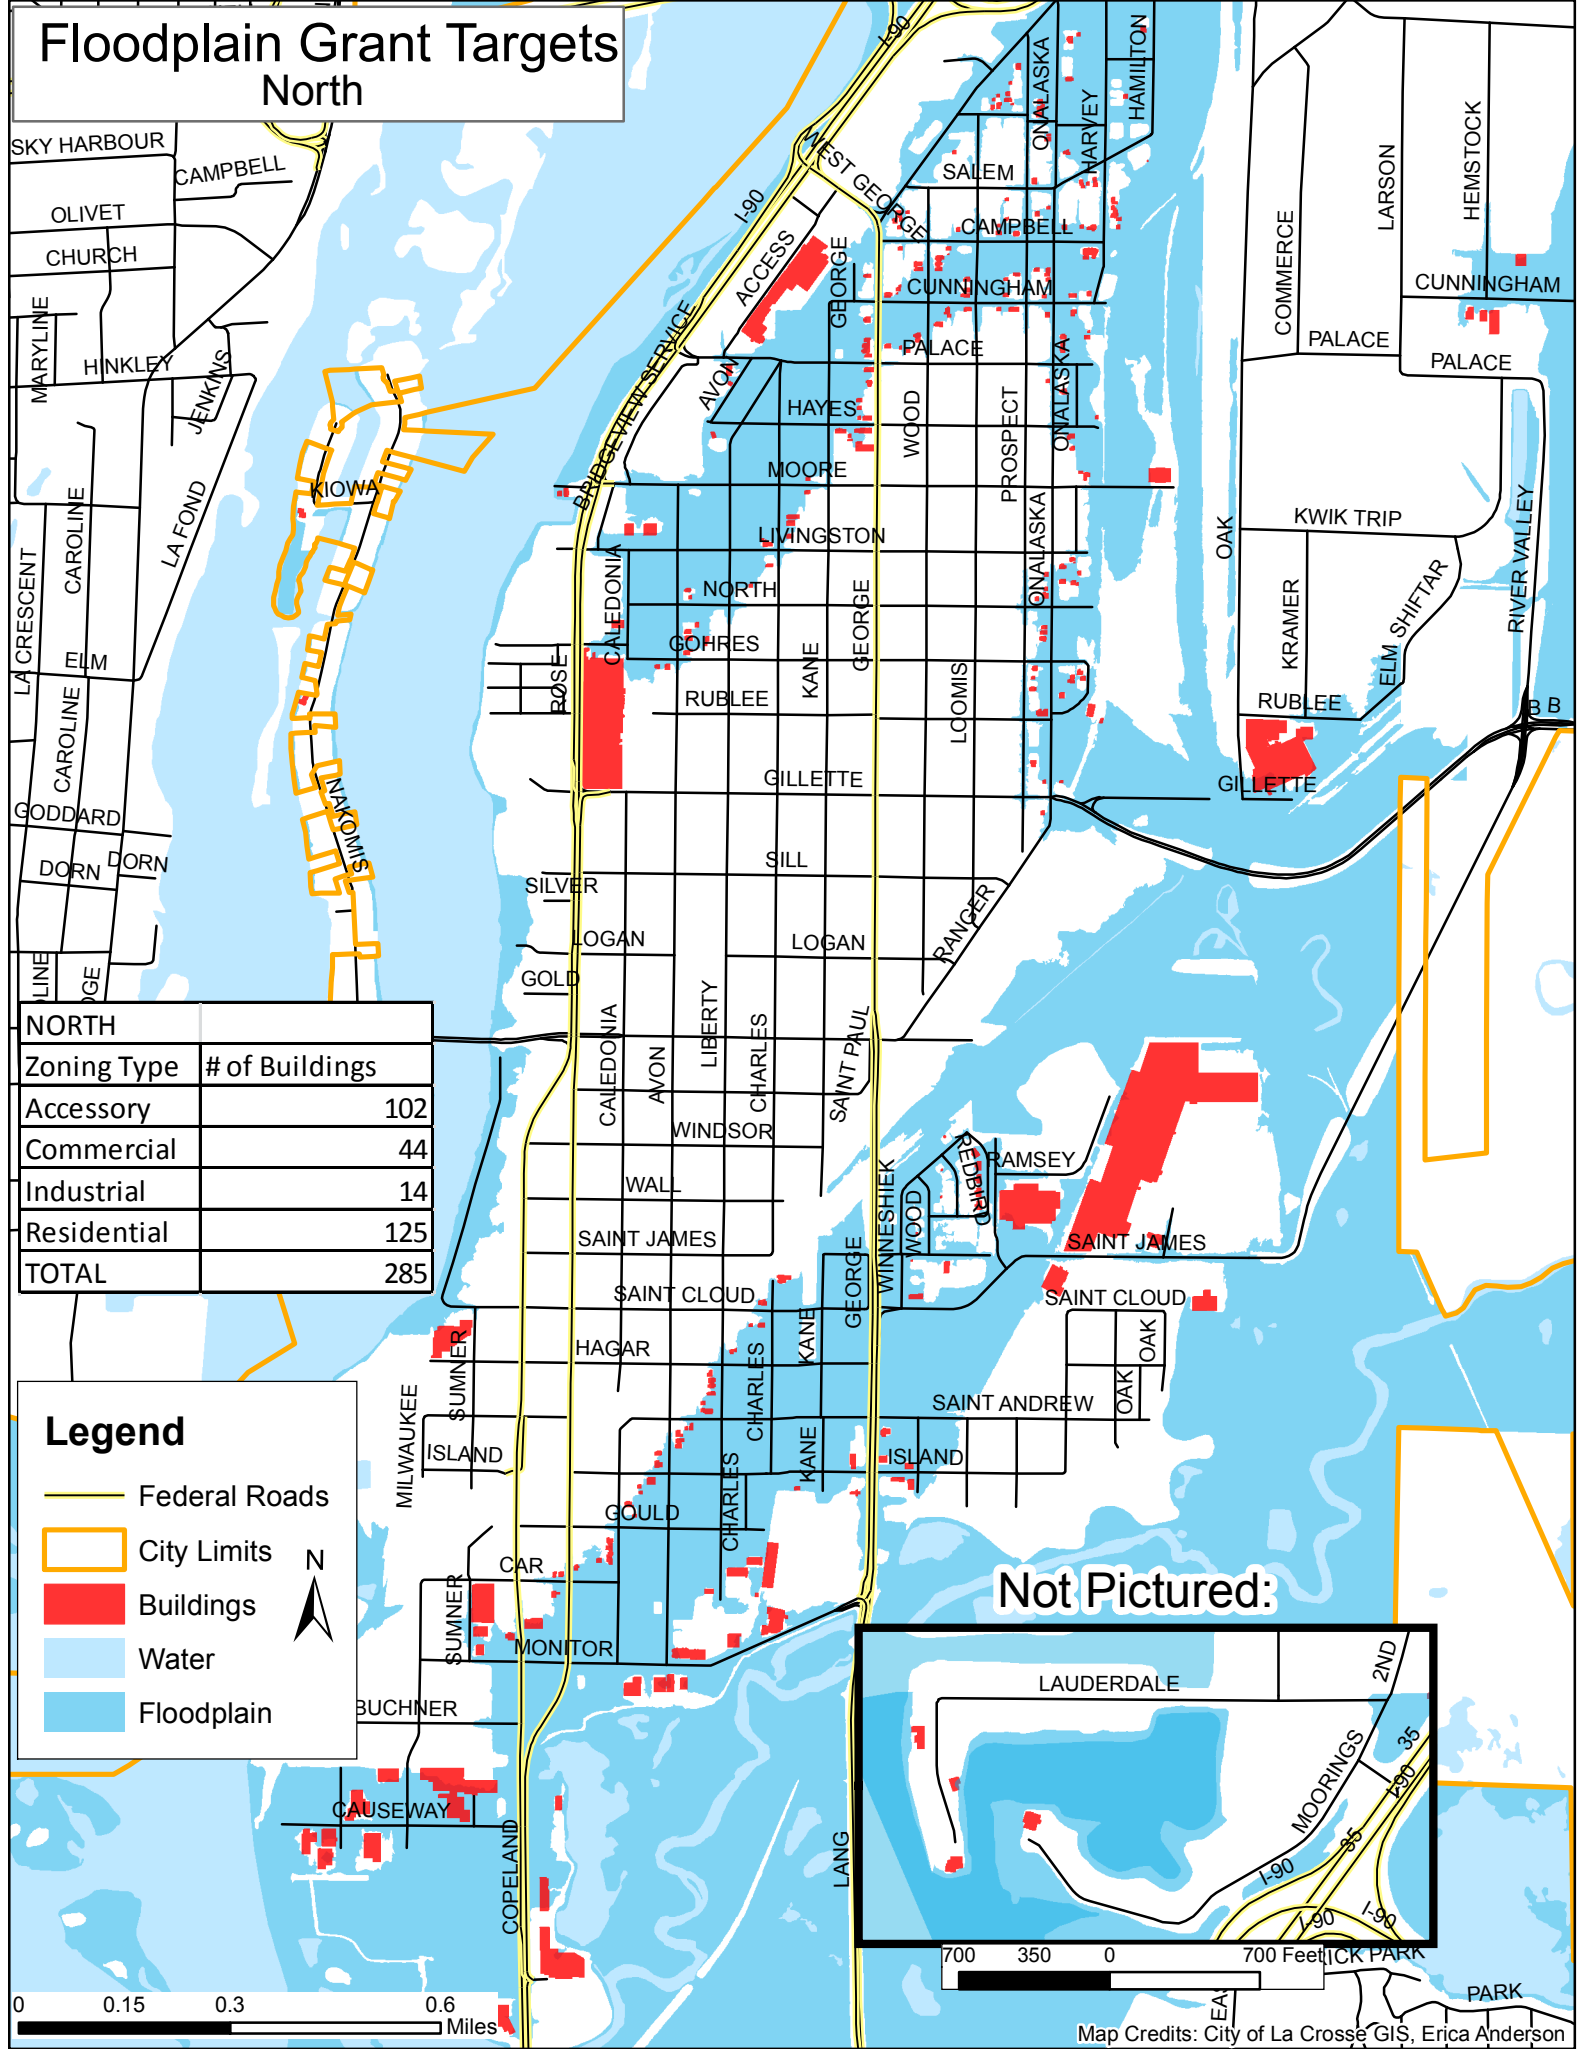 Floodplain Grant Targets
North
SKY HARBOUR
CAMPBELL
OLIVET
CHURCH
MARYLINE
HINKLEY
JENKINS
CAROLINE
LA FOND
LA CRESCENT
ELM
CAROLINE
GODDARD
DORN
DORN
KIOWA
NAKOMIS
I-90
I-90
WEST GEORGE
ACCESS
BRIDGEVIEW SERVICE
GEORGE
AVON
ONALASKA
HARVEY
HAMILTON
SALEM
CAMPBELL
CUNNINGHAM
PALACE
HAYES
WOOD
PROSPECT
ONALASKA
MOORE
LIVINGSTON
CALEDONIA
NORTH
GOHRES
KANE
GEORGE
ONALASKA
ROSE
RUBLEE
LOOMIS
GILLETTE
SILL
SILVER
LOGAN
LOGAN
RANGER
GOLD
CALEDONIA
AVON
LIBERTY
CHARLES
SAINT PAUL
WINDSOR
WALL
SAINT JAMES
SAINT CLOUD
HAGAR
COMMERCE
LARSON
HEMSTOCK
CUNNINGHAM
PALACE
PALACE
OAK
KWIK TRIP
KRAMER
ELM SHIFTAR
RIVER VALLEY
RUBLEE
B B
GILLETTE
WINNESHIEK
WOOD
REDBIRD
RAMSEY
SAINT JAMES
GEORGE
KANE
SAINT CLOUD
OAK
OAK
SAINT ANDREW
CHARLES
KANE
ISLAND
SUMNER
MILWAUKEE
ISLAND
CHARLES
GOULD
CAR
SUMNER
MONITOR
BUCHNER
CAUSEWAY
COPELAND
LANG
NORTH
Zoning Type # of Buildings
Accessory 102
Commercial 44
Industrial 14
Residential 125
TOTAL 285
Legend
Federal Roads
City Limits
N
Buildings
Water
Floodplain
Not Pictured:
LAUDERDALE
2ND
MOORINGS
35
I-90
35
I-90
I-90
I-90
700 350 0 700 Feet
RICK PARK
PARK
0 0.15 0.3 0.6
Miles
Map Credits: City of La Crosse GIS, Erica Anderson